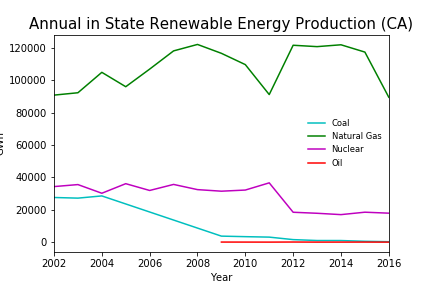 Annual in State Renewable Energy Production (CA)
120000
100000
80000
60000
40000
20000
0
GWh
Coal
Natural Gas
Nuclear
Oil
2002 2004 2006 2008 2010 2012 2014 2016
Year